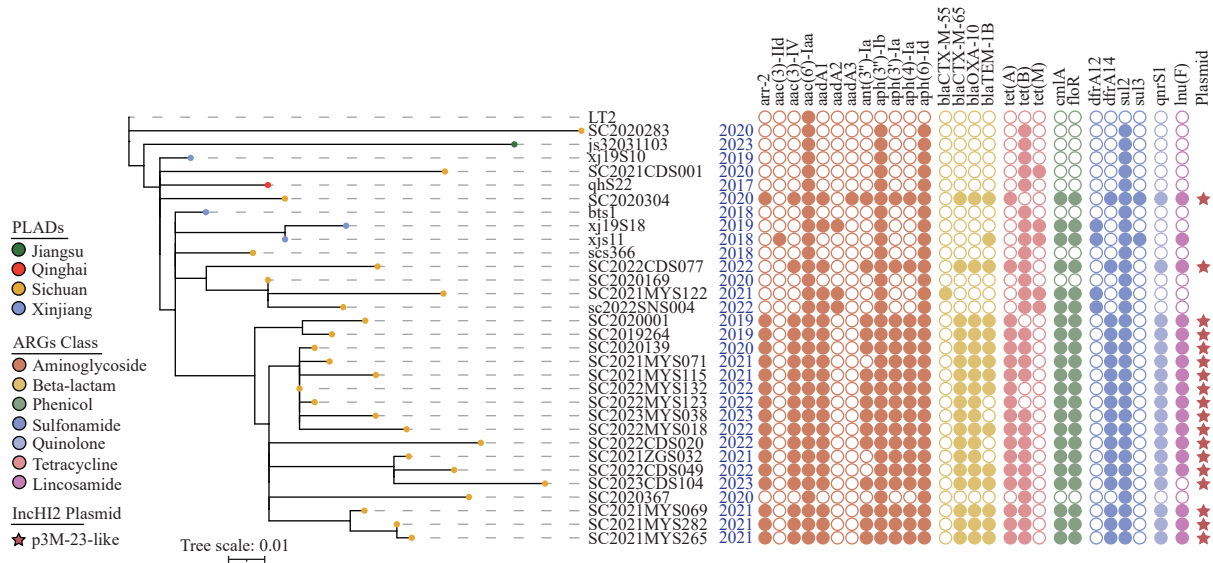 arr-2
aac(3)-IId
aac(3)-IV
aac(6')-Iaa
aadA1
aadA2
aadA3
ant(3'')-Ia
aph(3'')-Ib
aph(3')-Ia
aph(4)-Ia
aph(6)-Id
blaCTX-M-55
blaCTX-M-65
blaOXA-10
blaTEM-1B
tet(A)
tet(B)
tet(M)
cmlA
floR
dfrA12
dfrA14
sul2
sul3
qnrS1
lnu(F)
Plasmid
LT2
SC2020283 2020
js32031103 2023
xj19S10 2019
SC2021CDS001 2020
qhS22 2017
SC2020304 2020
bts1 2018
xj19S18 2019
xjs11 2018
scs366 2018
SC2022CDS077 2022
SC2020169 2020
SC2021MYS122 2021
sc2022SNS004 2022
SC2020001 2019
SC2019264 2019
SC2020139 2020
SC2021MYS071 2021
SC2021MYS115 2021
SC2022MYS132 2022
SC2022MYS123 2022
SC2023MYS038 2023
SC2022MYS018 2022
SC2022CDS020 2022
SC2021ZGS032 2021
SC2022CDS049 2022
SC2023CDS104 2023
SC2020367 2020
SC2021MYS069 2021
SC2021MYS282 2021
SC2021MYS265 2021
PLADs
Jiangsu
Qinghai
Sichuan
Xinjiang
ARGs Class
Aminoglycoside
Beta-lactam
Phenicol
Sulfonamide
Quinolone
Tetracycline
Lincosamide
IncHI2 Plasmid
p3M-23-like
Tree scale: 0.01